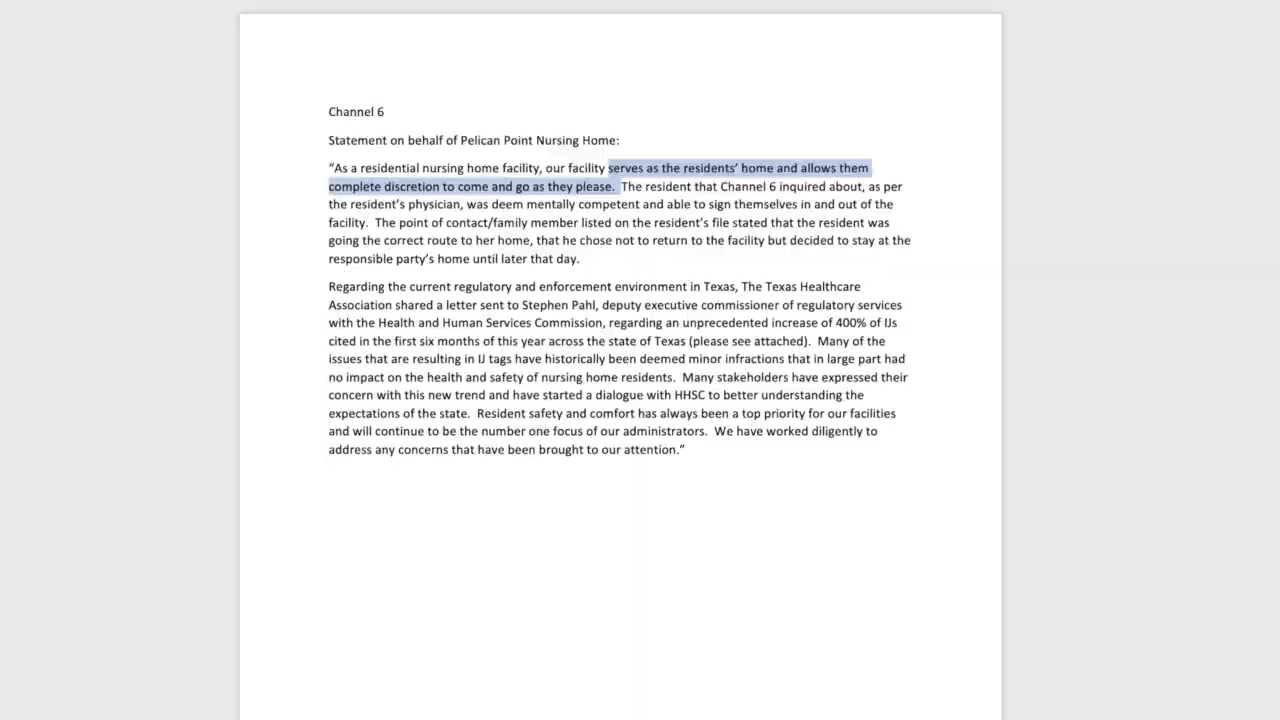 Channel 6
Statement on behalf of Pelican Point Nursing Home:
“As a residential nursing home facility, our facility serves as the residents’ home and allows them
complete discretion to come and go as they please.  The resident that Channel 6 inquired about, as per
the resident’s physician, was deem mentally competent and able to sign themselves in and out of the
facility.  The point of contact/family member listed on the resident’s file stated that the resident was
going the correct route to her home, that he chose not to return to the facility but decided to stay at the
responsible party’s home until later that day.
Regarding the current regulatory and enforcement environment in Texas, The Texas Healthcare
Association shared a letter sent to Stephen Pahl, deputy executive commissioner of regulatory services
with the Health and Human Services Commission, regarding an unprecedented increase of 400% of IJs
cited in the first six months of this year across the state of Texas (please see attached).  Many of the
issues that are resulting in IJ tags have historically been deemed minor infractions that in large part had
no impact on the health and safety of nursing home residents.  Many stakeholders have expressed their
concern with this new trend and have started a dialogue with HHSC to better understanding the
expectations of the state.  Resident safety and comfort has always been a top priority for our facilities
and will continue to be the number one focus of our administrators.  We have worked diligently to
address any concerns that have been brought to our attention.”